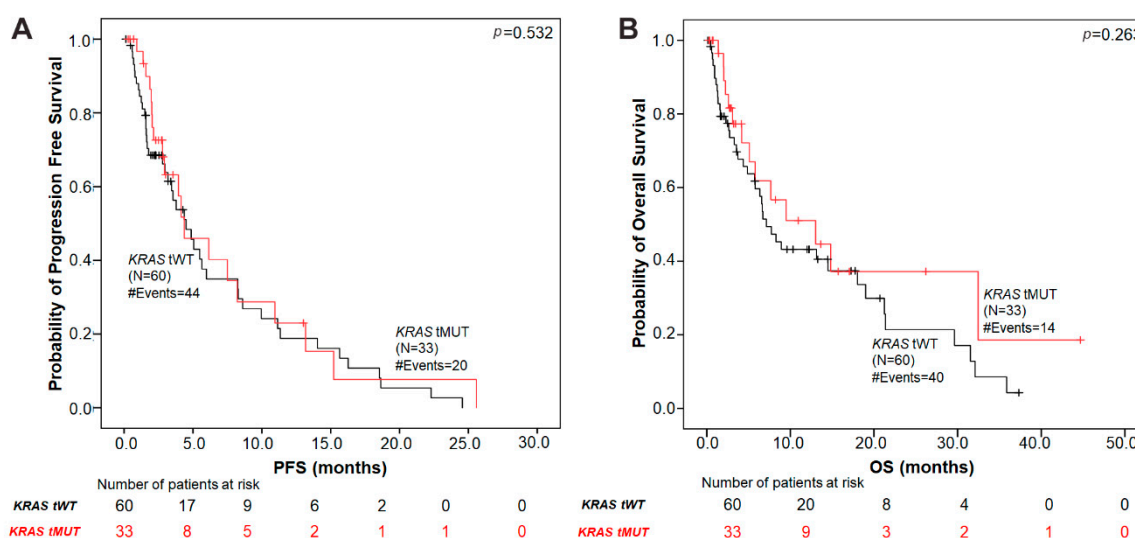 A
p=0.532
Probability of Progression Free Survival
1.0
0.8
0.6
0.4
0.2
0.0
KRAS tWT
(N=60)
#Events=44
KRAS tMUT
(N=33)
#Events=20
0.0 5.0 10.0 15.0 20.0 25.0 30.0
PFS (months)
Number of patients at risk
KRAS tWT 60 17 9 6 2 0 0
KRAS tMUT 33 8 5 2 1 1 0
B
p=0.263
Probability of Overall Survival
1.0
0.8
0.6
0.4
0.2
0.0
KRAS tMUT
(N=33)
#Events=14
KRAS tWT
(N=60)
#Events=40
0.0 10.0 20.0 30.0 40.0 50.0
OS (months)
Number of patients at risk
KRAS tWT 60 20 8 4 0 0
KRAS tMUT 33 9 3 2 1 0